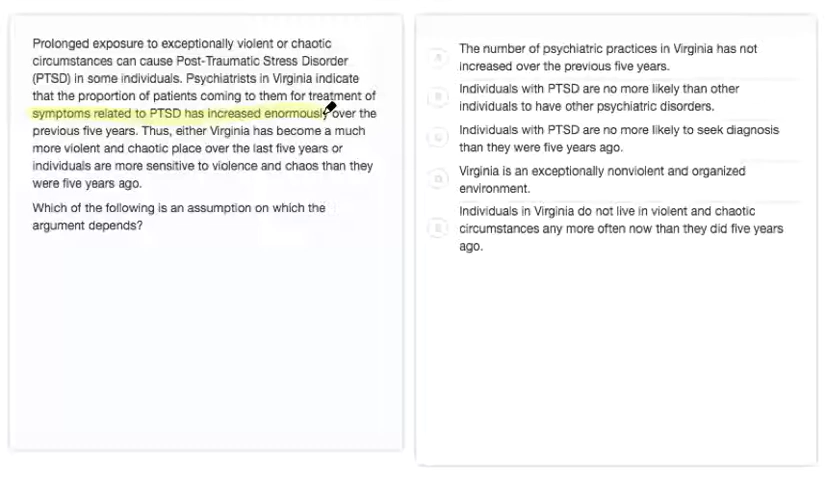 Prolonged exposure to exceptionally violent or chaotic
circumstances can cause Post-Traumatic Stress Disorder
(PTSD) in some individuals. Psychiatrists in Virginia indicate
that the proportion of patients coming to them for treatment of
symptoms related to PTSD has increased enormously over the
previous five years. Thus, either Virginia has become a much
more violent and chaotic place over the last five years or
individuals are more sensitive to violence and chaos than they
were five years ago.
Which of the following is an assumption on which the
argument depends?
A The number of psychiatric practices in Virginia has not
increased over the previous five years.
B Individuals with PTSD are no more likely than other
individuals to have other psychiatric disorders.
C Individuals with PTSD are no more likely to seek diagnosis
than they were five years ago.
D Virginia is an exceptionally nonviolent and organized
environment.
E Individuals in Virginia do not live in violent and chaotic
circumstances any more often now than they did five years
ago.